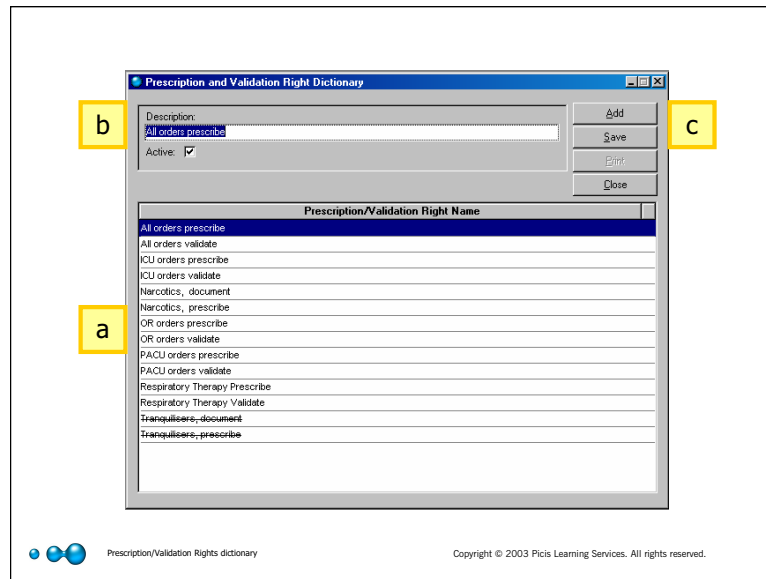 Prescription and Validation Right Dictionary
b
Description:
All orders prescribe
Active:
Add
Save
Print
Close
c
Prescription/Validation Right Name
All orders prescribe
All orders validate
ICU orders prescribe
ICU orders validate
Narcotics, document
Narcotics, prescribe
a
OR orders prescribe
OR orders validate
PACU orders prescribe
PACU orders validate
Respiratory Therapy Prescribe
Respiratory Therapy Validate
Tranquilisers, document
Tranquilisers, prescribe
Prescription/Validation Rights dictionary
Copyright © 2003 Picis Learning Services. All rights reserved.